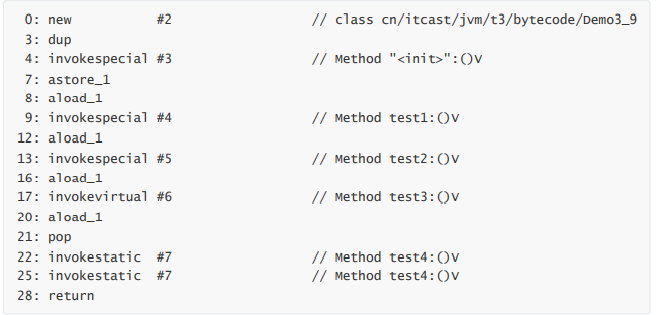 0: new #2 // class cn/itcast/jvm/t3/bytecode/Demo3_9
3: dup
4: invokespecial #3 // Method "<init>":()V
7: astore_1
8: aload_1
9: invokespecial #4 // Method test1:()V
12: aload_1
13: invokespecial #5 // Method test2:()V
16: aload_1
17: invokevirtual #6 // Method test3:()V
20: aload_1
21: pop
22: invokestatic #7 // Method test4:()V
25: invokestatic #7 // Method test4:()V
28: return